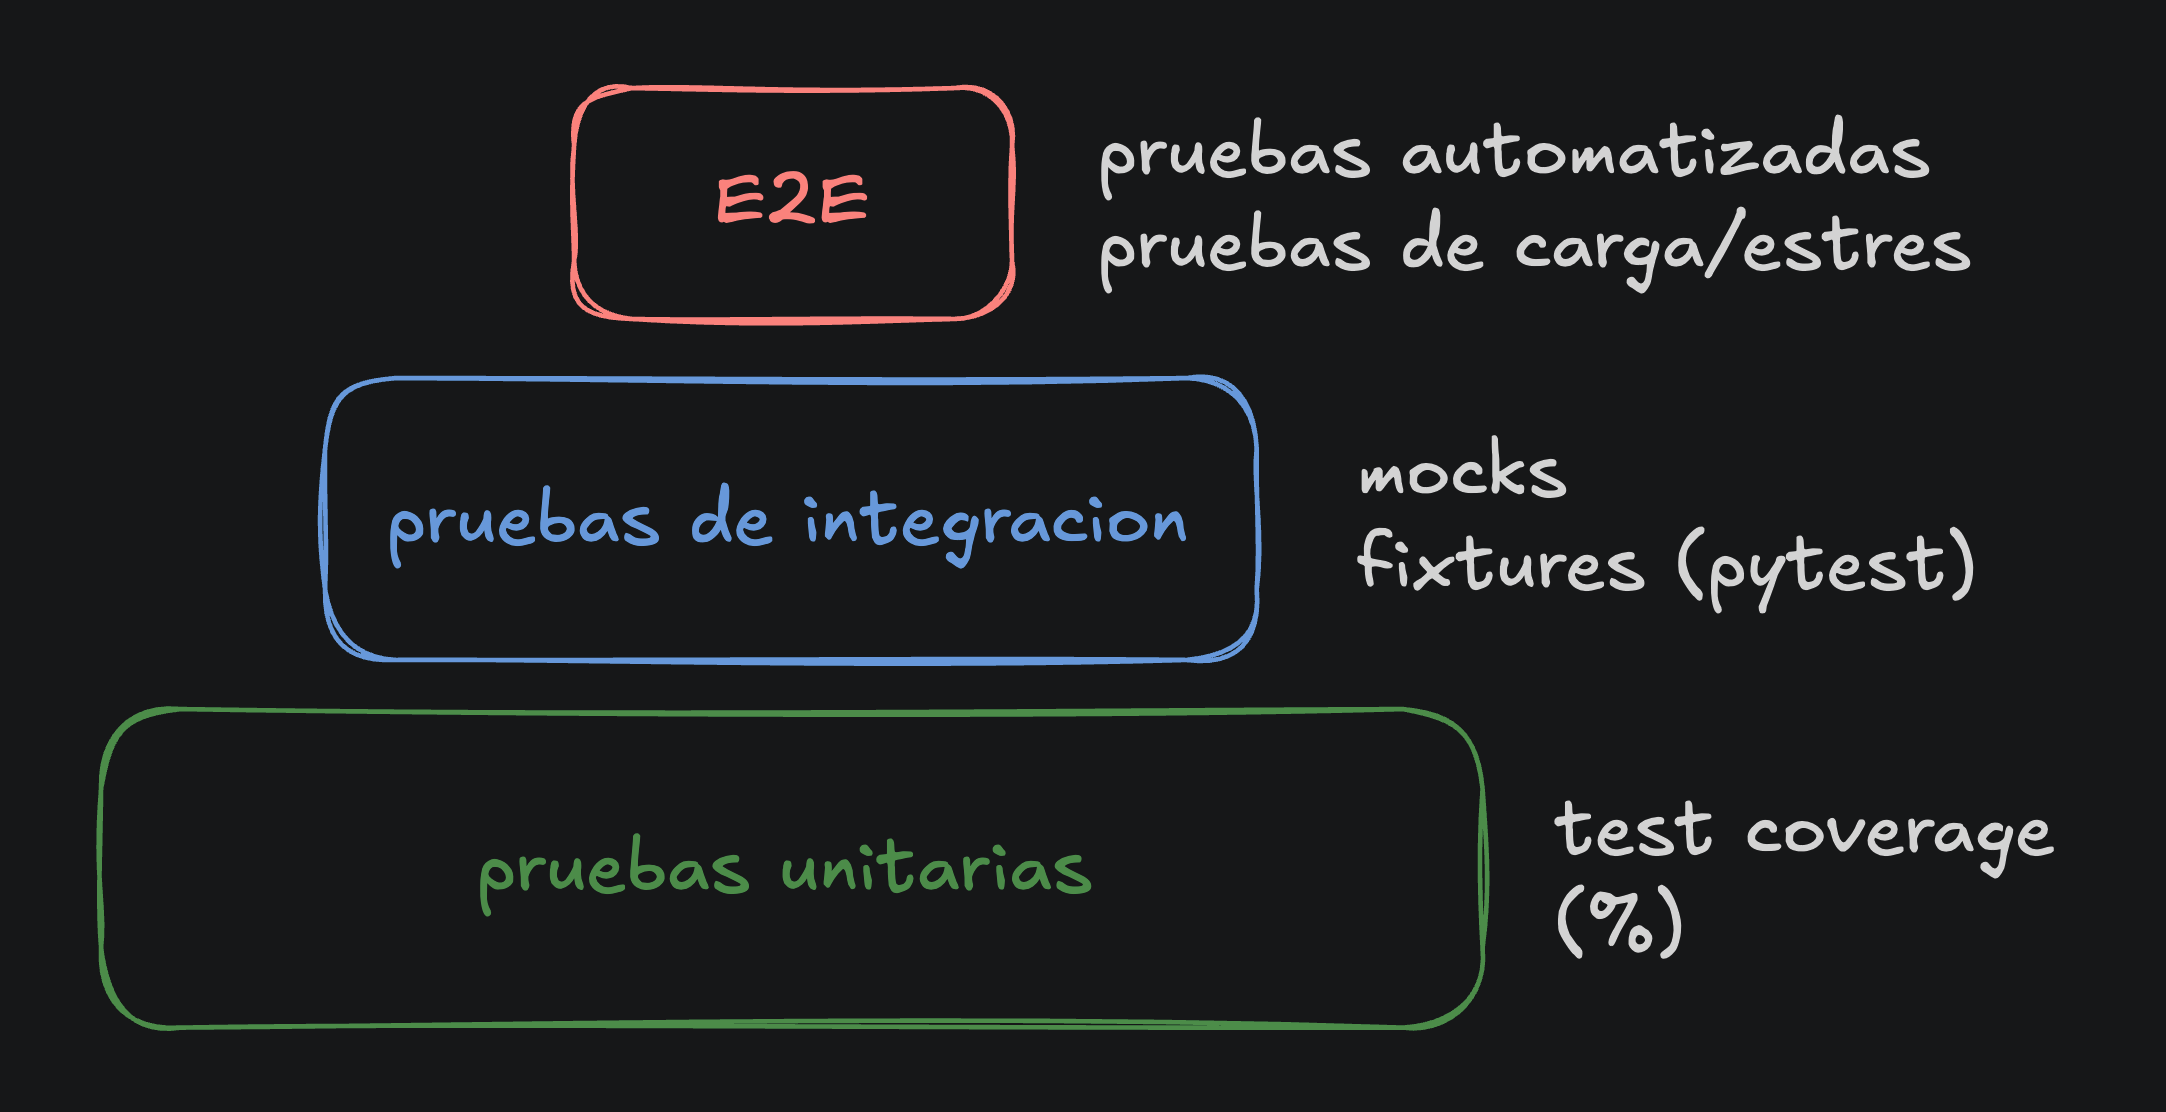 E2E
pruebas automatizadas
pruebas de carga/estres
pruebas de integracion
mocks
fixtures (pytest)
pruebas unitarias
test coverage
(%)